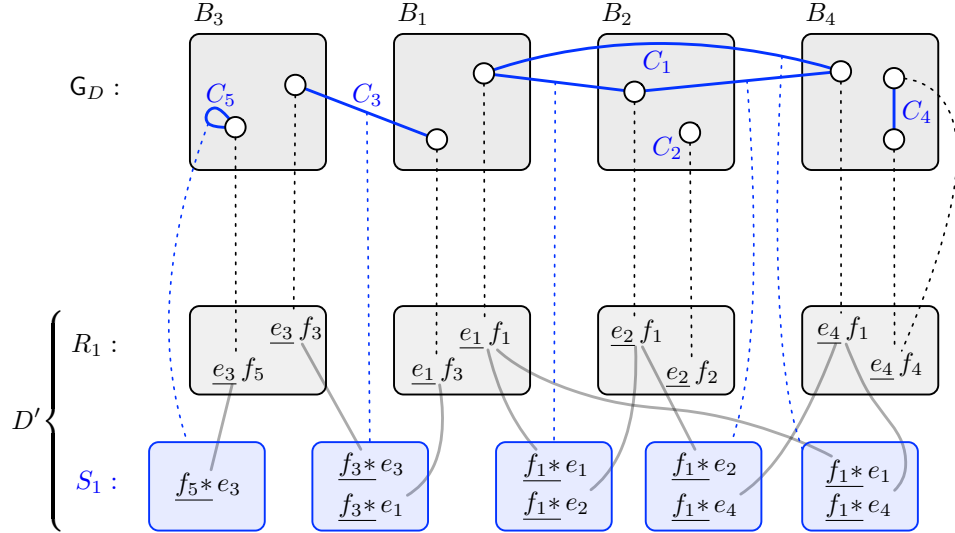 B₃ B₁ B₂ B₄
G_D : C₅ C₃ C₁ C₂ C₄
D′
R₁ : e₃ f₃ e₁ f₁ e₂ f₁ e₄ f₁
e₃ f₅ e₁ f₃ e₂ f₂ e₄ f₄
S₁ : f₅* e₃ f₃* e₃ f₁* e₁ f₁* e₂ f₁* e₁
f₃* e₁ f₁* e₂ f₁* e₄ f₁* e₄